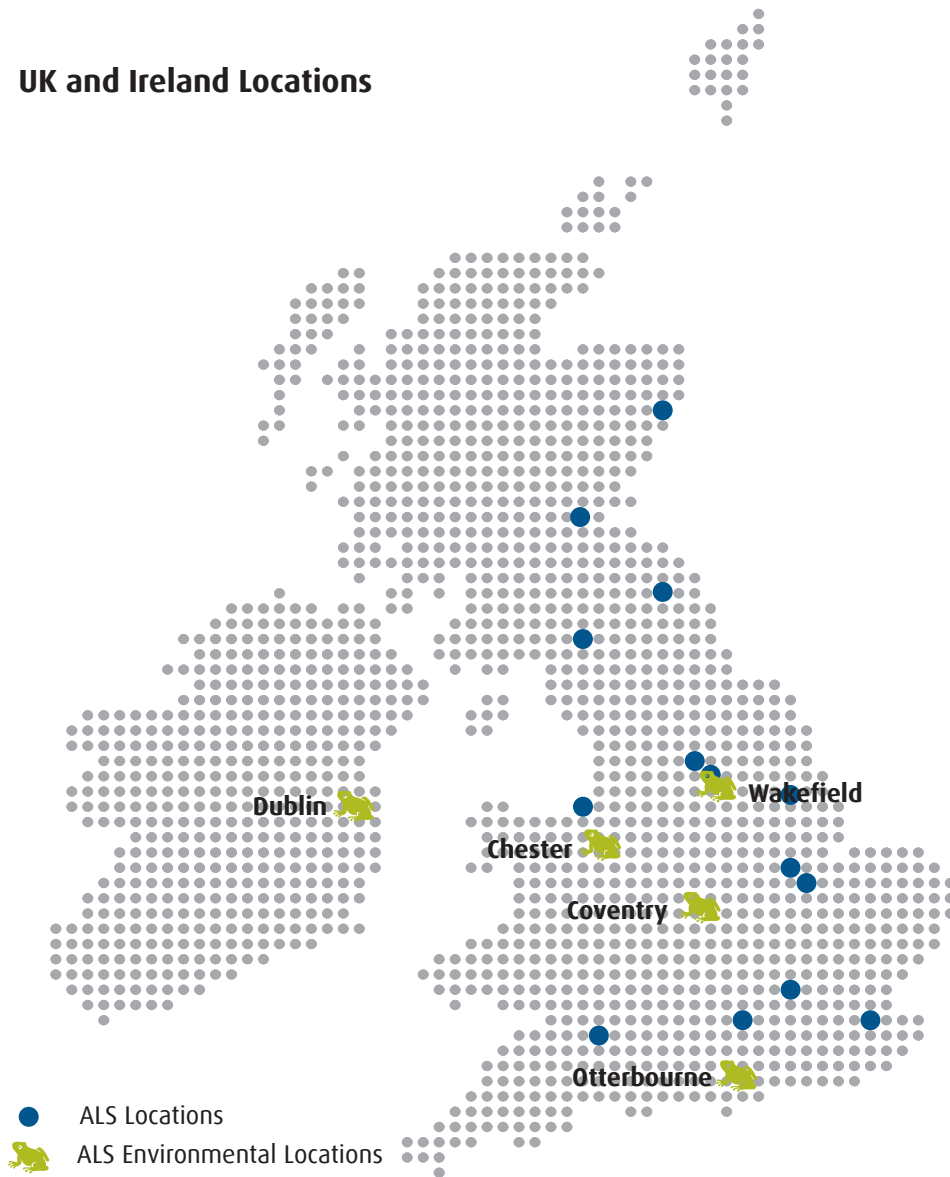 UK and Ireland Locations
Wakefield
Dublin
Chester
Coventry
Otterbourne
ALS Locations
ALS Environmental Locations